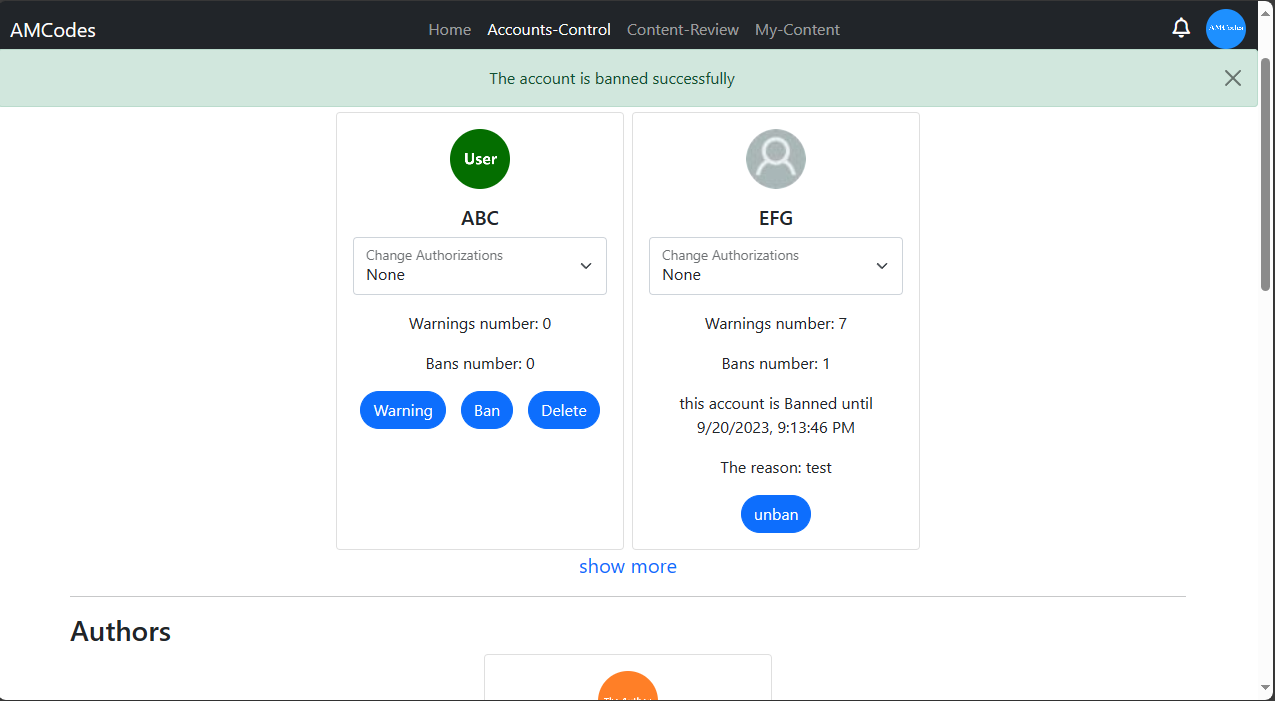 AMCodes
Home Accounts-Control Content-Review My-Content
AMCodes
The account is banned successfully
User
ABC
Change Authorizations
None
Warnings number: 0
Bans number: 0
Warning Ban Delete
EFG
Change Authorizations
None
Warnings number: 7
Bans number: 1
this account is Banned until
9/20/2023, 9:13:46 PM
The reason: test
unban
show more
Authors